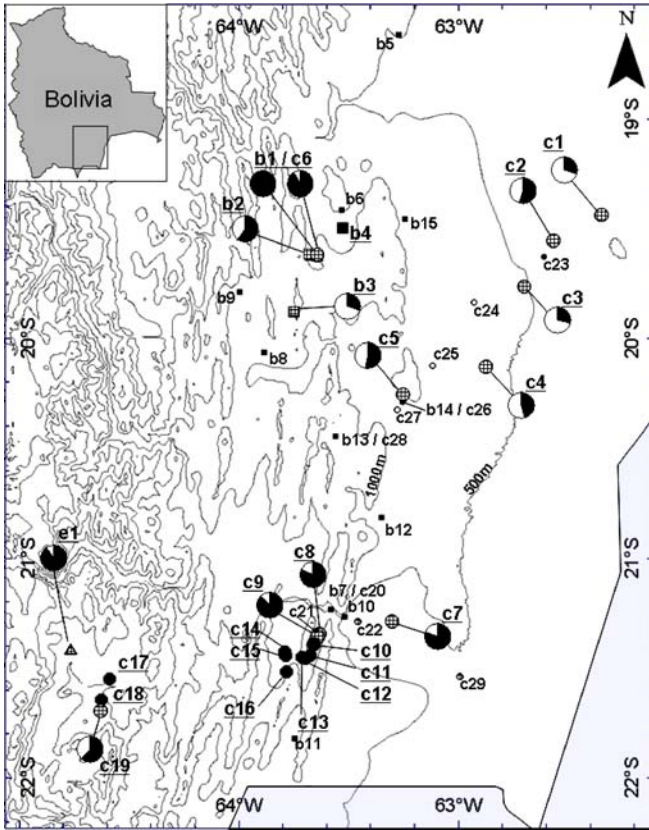 64°W
63°W
N
Bolivia
b5
19°S
c1
b1 / c6
c2
b2
b6
b15
b4
c23
b9
b3
c24
c3
20°S
20°S
b8
c5
c25
c4
b14 / c26
c27
b13 / c28
1000m
500m
b12
e1
21°S
21°S
c8
c9
b7 / c20
c21
b10
c22
c7
c14
c10
c15
c11
c17
c12
c29
c18
c16
c13
b11
c19
22°S
22°S
64°W
63°W